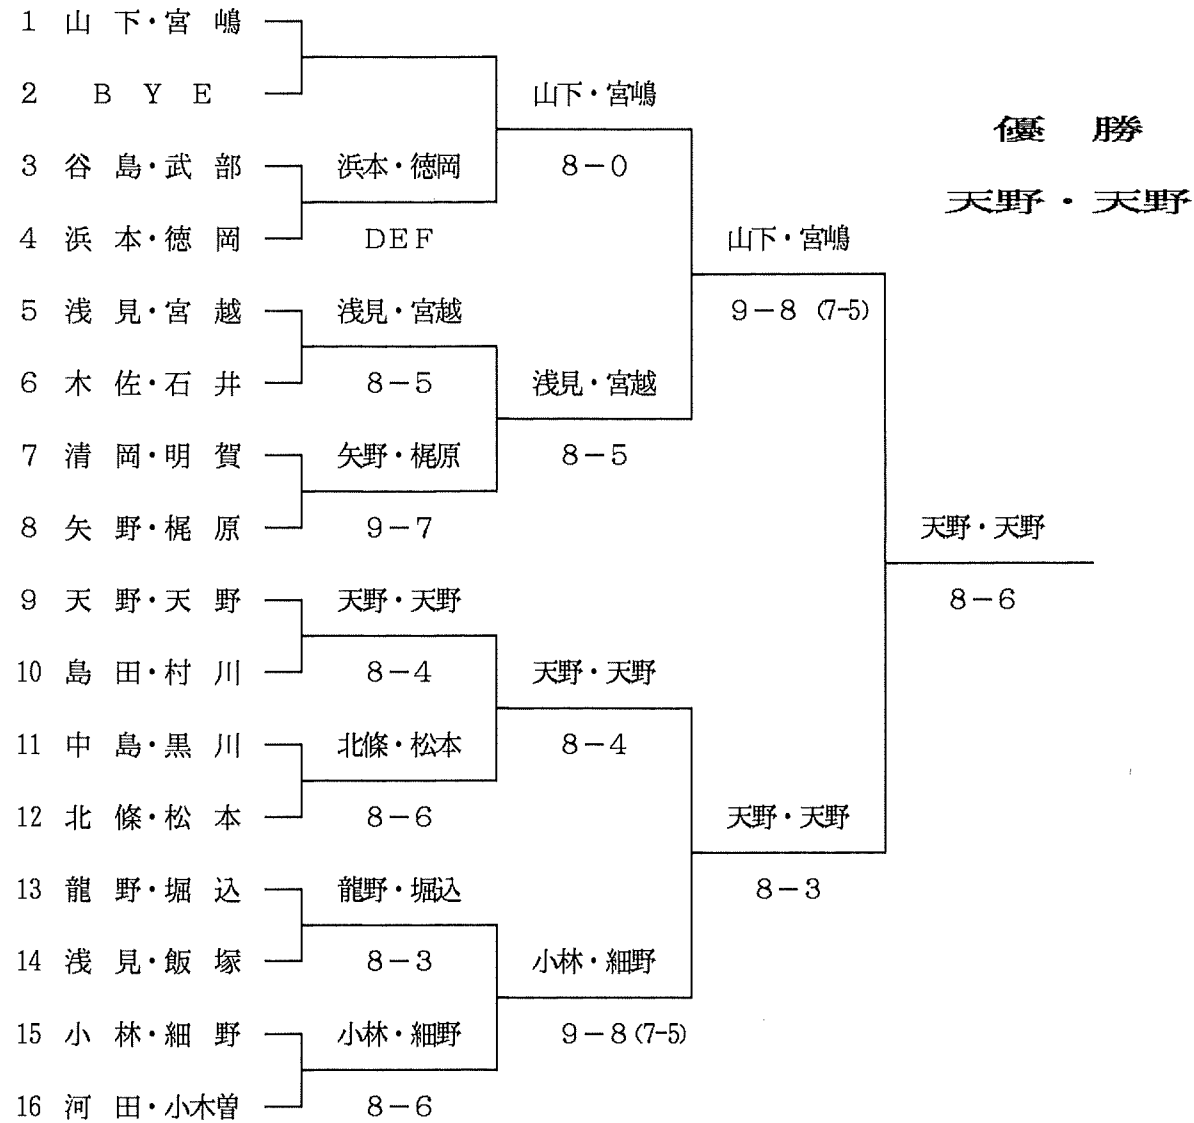 1 山下・宮嶋
2 BYE 山下・宮嶋
優勝
3 谷島・武部 浜本・徳岡 8-0
天野・天野
4 浜本・徳岡 DEF 山下・宮嶋
5 浅見・宮越 浅見・宮越 9-8 (7-5)
6 木佐・石井 8-5 浅見・宮越
7 清岡・明賀 矢野・梶原 8-5
8 矢野・梶原 9-7 天野・天野
9 天野・天野 天野・天野 8-6
10 島田・村川 8-4 天野・天野
11 中島・黒川 北條・松本 8-4
12 北條・松本 8-6 天野・天野
13 龍野・堀込 龍野・堀込 8-3
14 浅見・飯塚 8-3 小林・細野
15 小林・細野 小林・細野 9-8 (7-5)
16 河田・小木曽 8-6